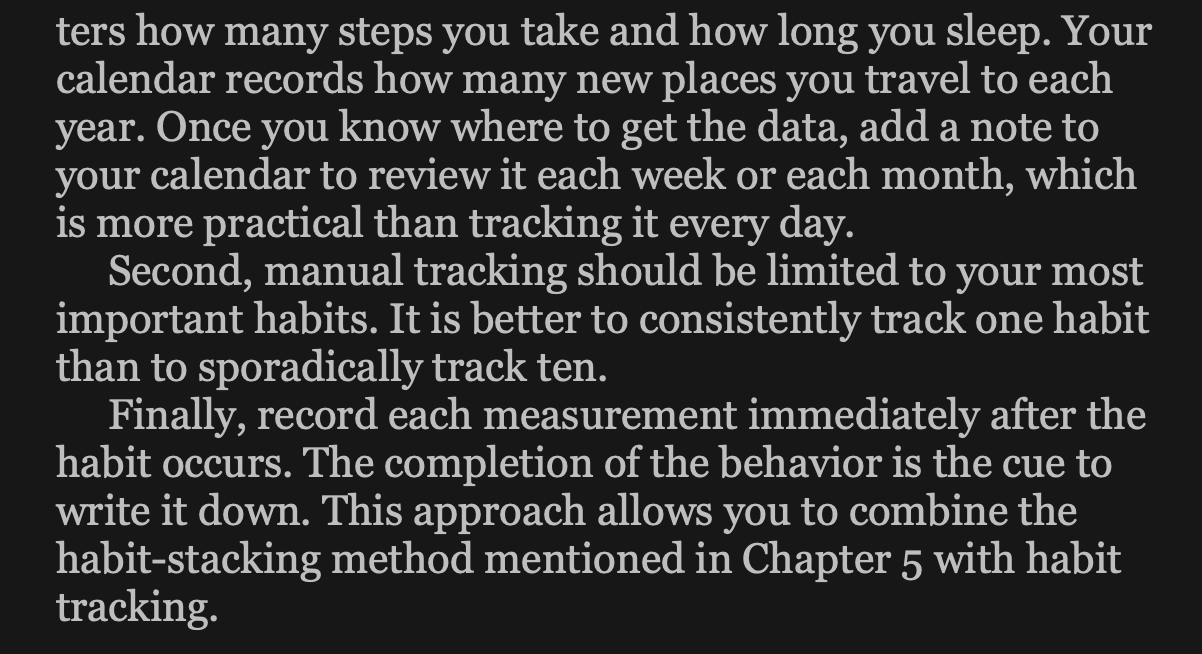 ters how many steps you take and how long you sleep. Your
calendar records how many new places you travel to each
year. Once you know where to get the data, add a note to
your calendar to review it each week or each month, which
is more practical than tracking it every day.
Second, manual tracking should be limited to your most
important habits. It is better to consistently track one habit
than to sporadically track ten.
Finally, record each measurement immediately after the
habit occurs. The completion of the behavior is the cue to
write it down. This approach allows you to combine the
habit-stacking method mentioned in Chapter 5 with habit
tracking.